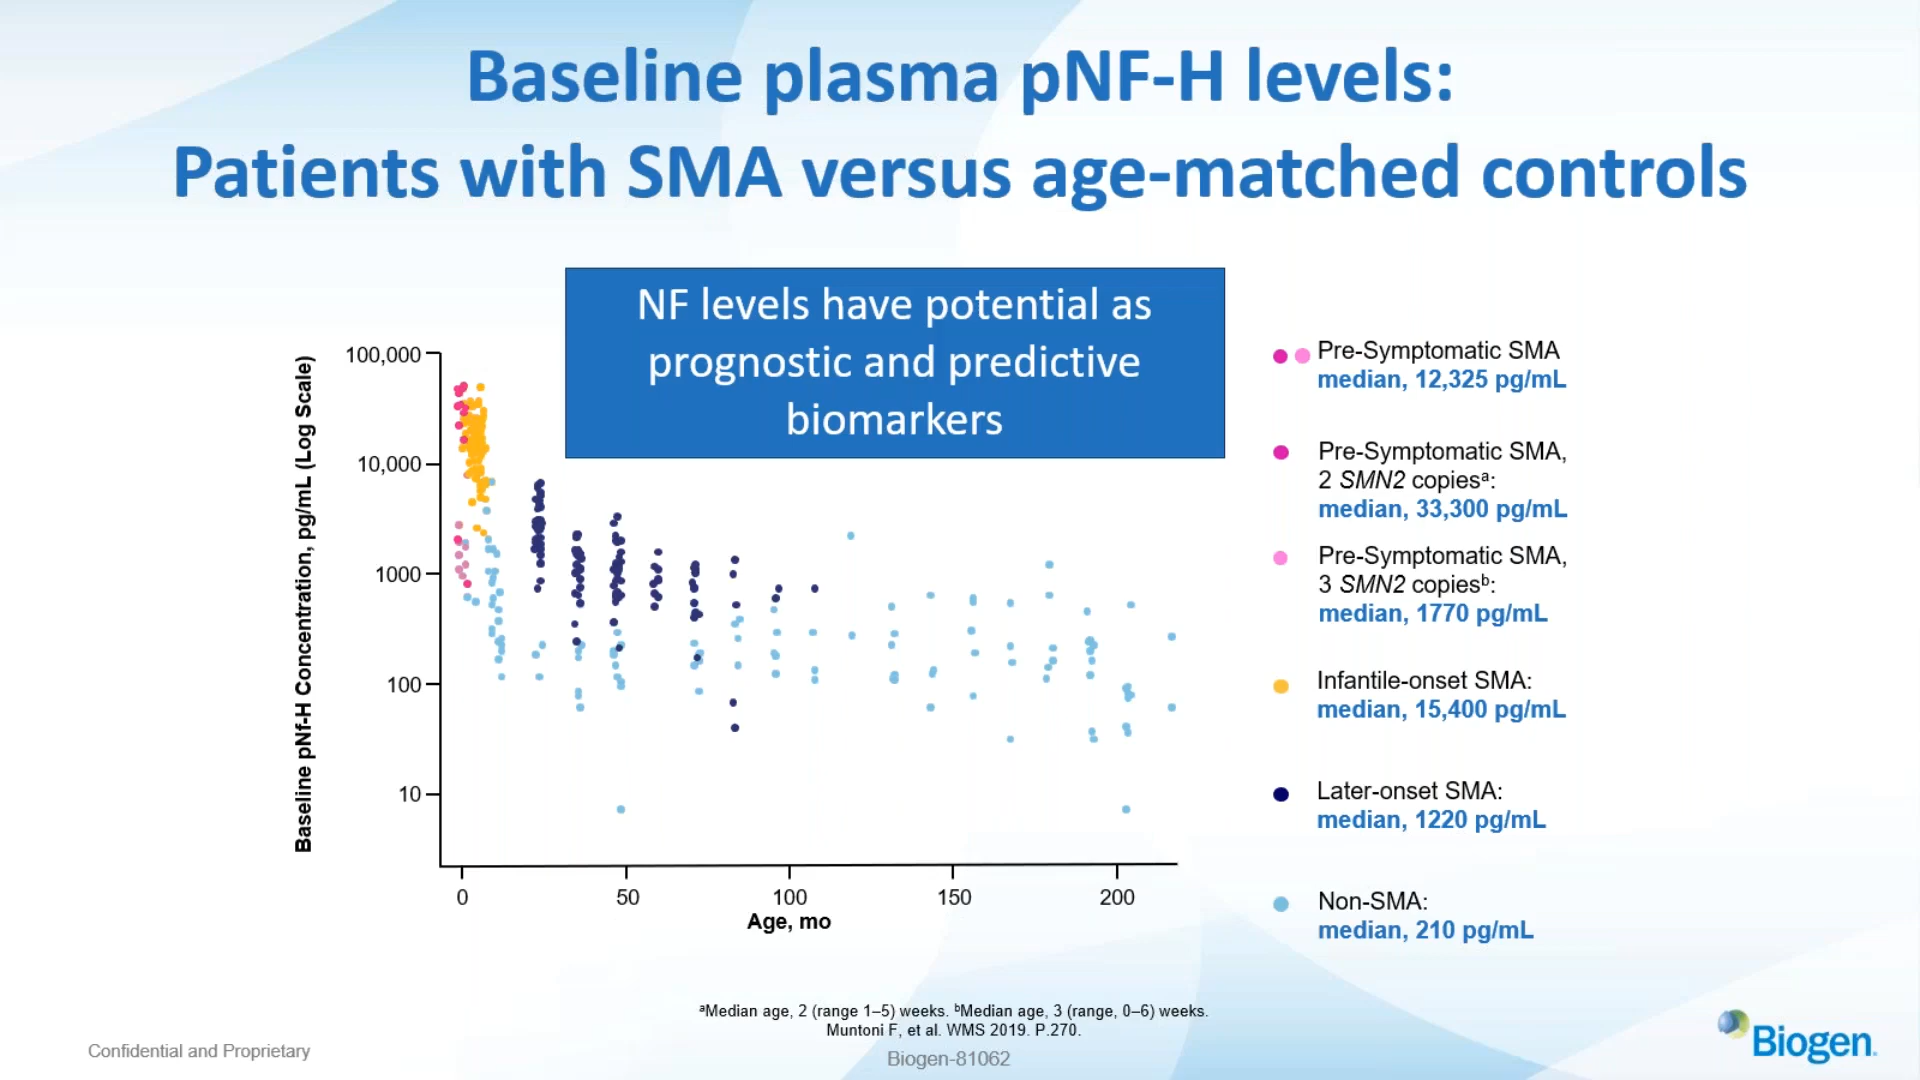 Baseline plasma pNF-H levels:
Patients with SMA versus age-matched controls
NF levels have potential as
prognostic and predictive
biomarkers
Baseline pNf-H Concentration, pg/mL (Log Scale)
100,000
10,000
1000
100
10
0
50
100
150
200
Age, mo
Pre-Symptomatic SMA
median, 12,325 pg/mL
Pre-Symptomatic SMA,
2 SMN2 copiesᵃ:
median, 33,300 pg/mL
Pre-Symptomatic SMA,
3 SMN2 copiesᵇ:
median, 1770 pg/mL
Infantile-onset SMA:
median, 15,400 pg/mL
Later-onset SMA:
median, 1220 pg/mL
Non-SMA:
median, 210 pg/mL
ᵃMedian age, 2 (range 1–5) weeks. ᵇMedian age, 3 (range, 0–6) weeks.
Muntoni F, et al. WMS 2019. P.270.
Confidential and Proprietary
Biogen-81062
Biogen.